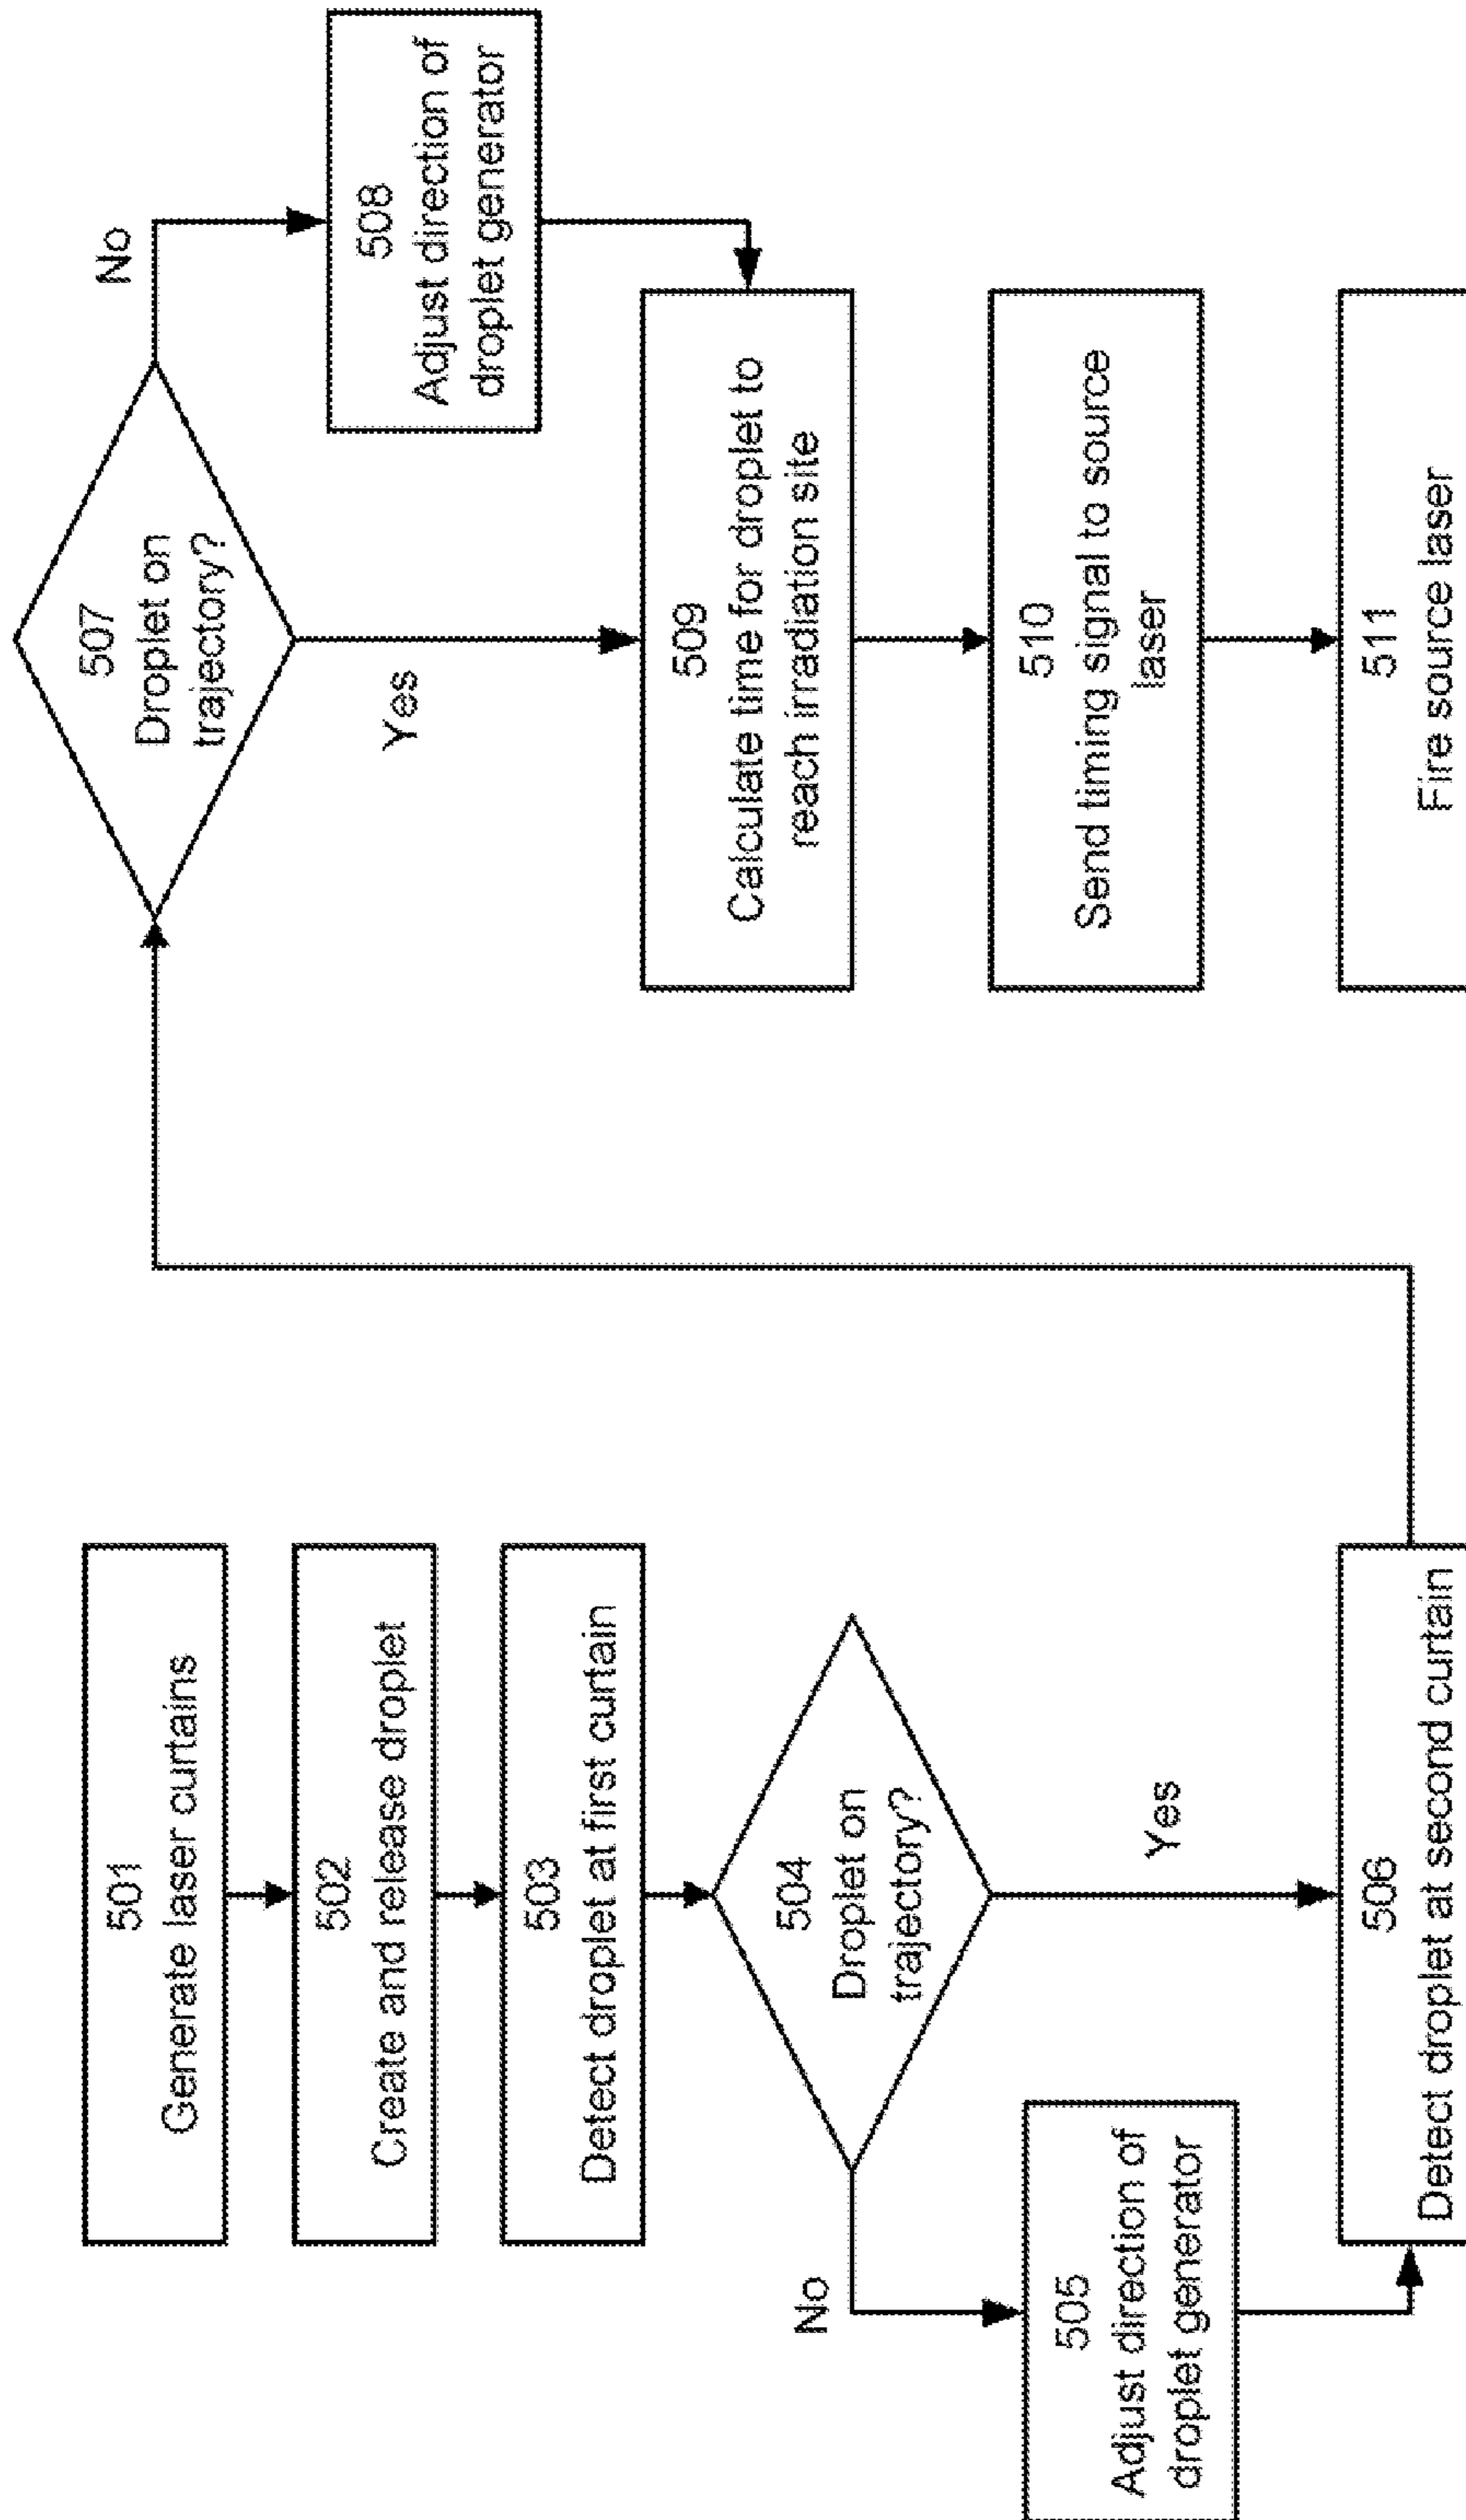 501
Generate laser curtains
502
Create and release droplet
503
Detect droplet at first curtain
504
Droplet on
trajectory?
No
Yes
505
Adjust direction of
droplet generator
506
Detect droplet at second curtain
507
Droplet on
trajectory?
No
Yes
508
Adjust direction of
droplet generator
509
Calculate time for droplet to
reach irradiation site
510
Send timing signal to source
laser
511
Fire source laser